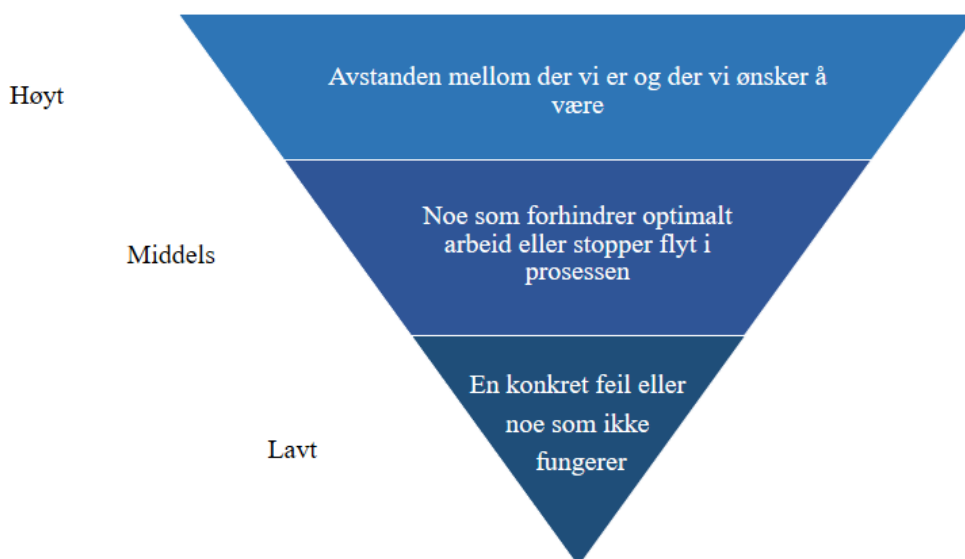 Høyt
Avstanden mellom der vi er og der vi ønsker å
være
Middels
Noe som forhindrer optimalt
arbeid eller stopper flyt i
prosessen
Lavt
En konkret feil eller
noe som ikke
fungerer